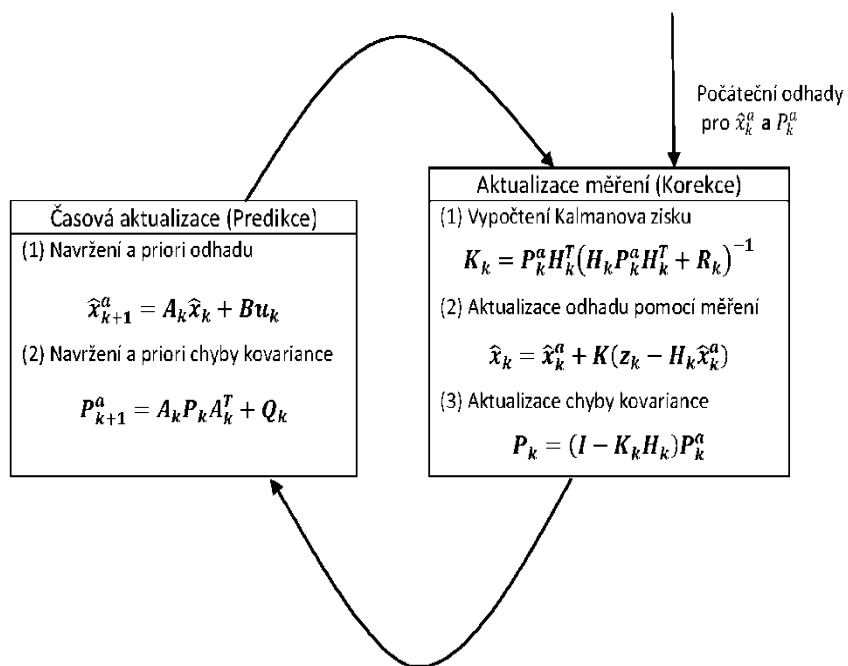 Počáteční odhady
pro x̂ₖᵃ a Pₖᵃ
Časová aktualizace (Predikce)
(1) Navržení a priori odhadu
x̂ₖ₊₁ᵃ = Aₖx̂ₖ + Buₖ
(2) Navržení a priori chyby kovariance
Pₖ₊₁ᵃ = AₖPₖAₖᵀ + Qₖ
Aktualizace měření (Korekce)
(1) Vypočtení Kalmanova zisku
Kₖ = PₖᵃHₖᵀ(HₖPₖᵃHₖᵀ + Rₖ)⁻¹
(2) Aktualizace odhadu pomocí měření
x̂ₖ = x̂ₖᵃ + K(zₖ − Hₖx̂ₖᵃ)
(3) Aktualizace chyby kovariance
Pₖ = (I − KₖHₖ)Pₖᵃ